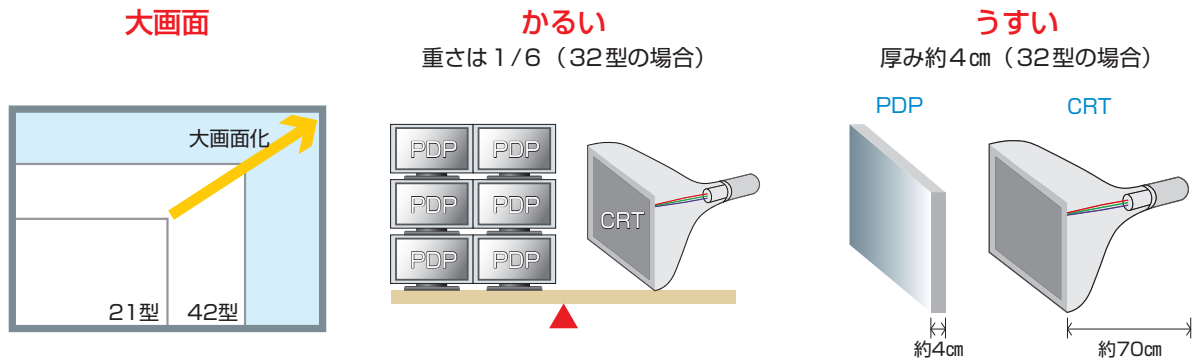 大画面
大画面化
21型
42型
かるい
重さは1/6（32型の場合）
PDP
PDP
PDP
PDP
PDP
PDP
CRT
うすい
厚み約4㎝（32型の場合）
PDP
CRT
約4㎝
約70㎝